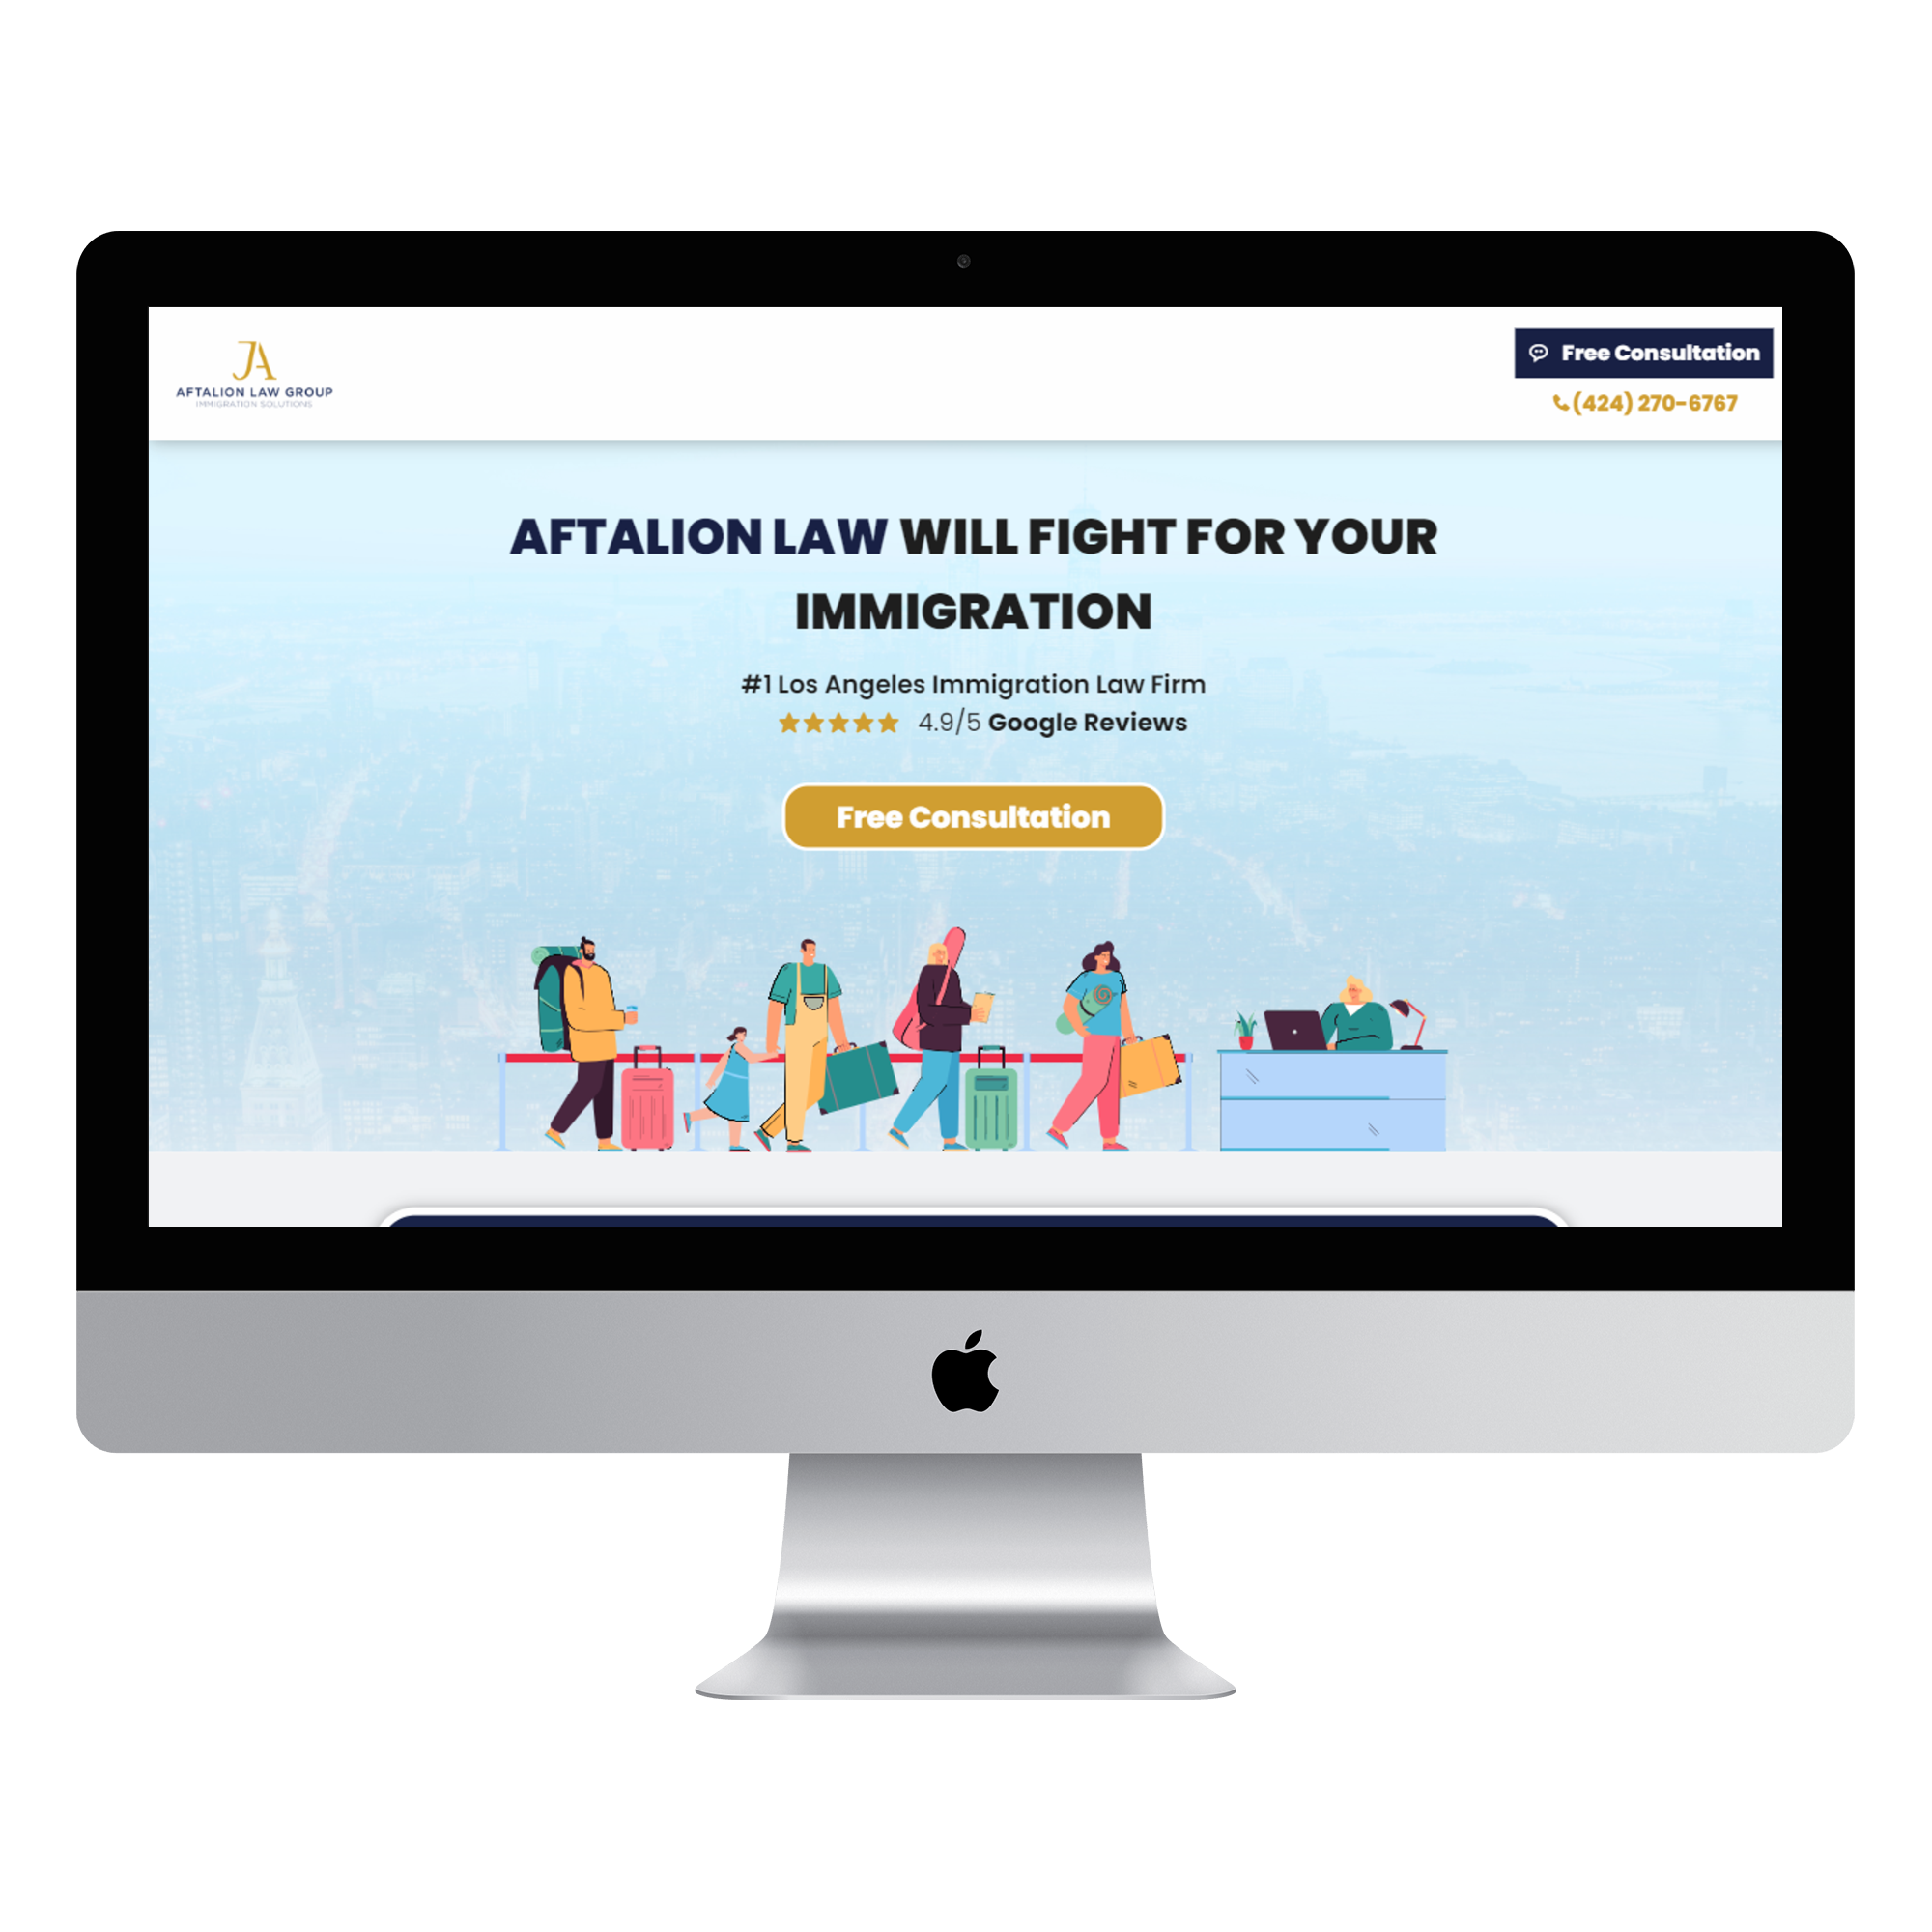 JA
AFTALION LAW GROUP
IMMIGRATION SOLUTIONS
Free Consultation
(424) 270-6767
AFTALION LAW WILL FIGHT FOR YOUR
IMMIGRATION
#1 Los Angeles Immigration Law Firm
4.9/5 Google Reviews
Free Consultation